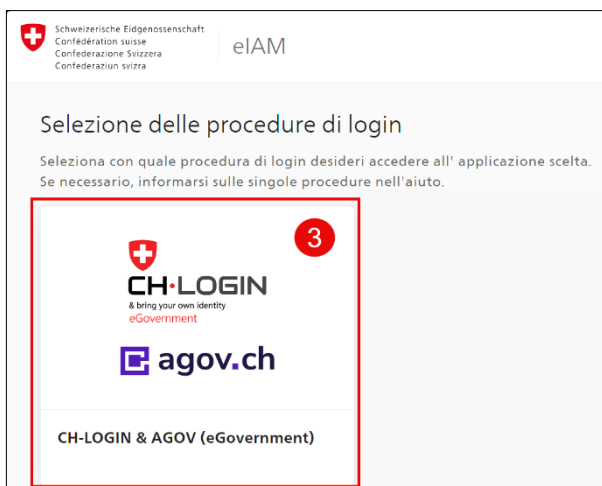 Schweizerische Eidgenossenschaft
Confédération suisse
Confederazione Svizzera
Confederaziun svizra
eIAM
Selezione delle procedure di login
Seleziona con quale procedura di login desideri accedere all' applicazione scelta.
Se necessario, informarsi sulle singole procedure nell'aiuto.
3
CH·LOGIN
& bring your own identity
eGovernment
agov.ch
CH-LOGIN & AGOV (eGovernment)